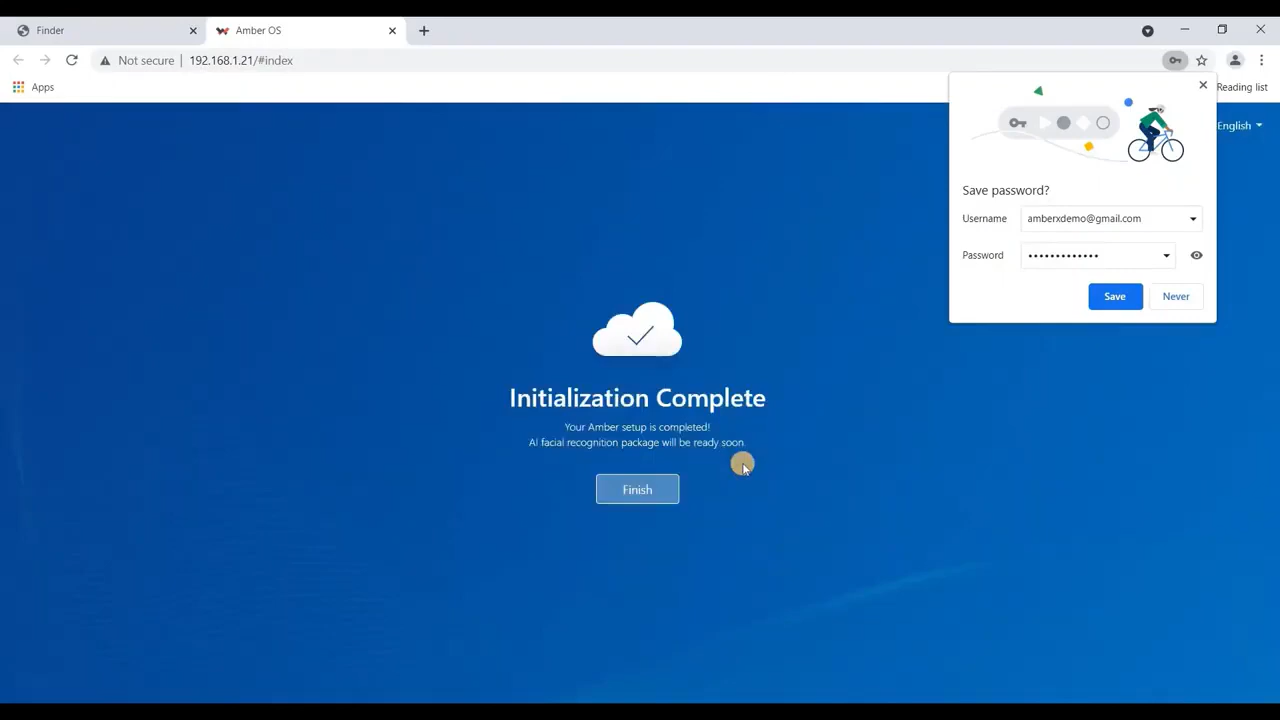 Finder
Amber OS
Not secure
192.168.1.21/#index
Apps
Reading list
English
Save password?
Username
amberxdemo@gmail.com
Password
•••••••••••••
Save
Never
Initialization Complete
Your Amber setup is completed!
AI facial recognition package will be ready soon.
Finish